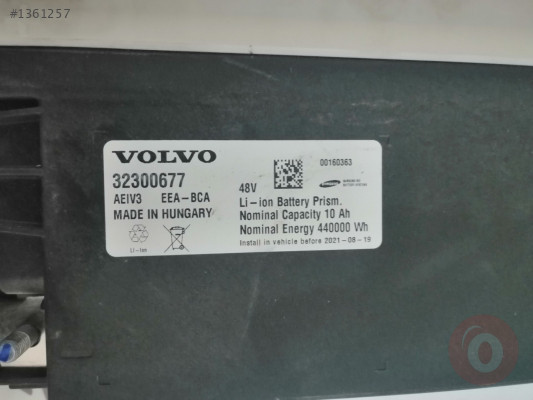 #1361257
VOLVO
32300677
AEIV3 EEA-BCA
MADE IN HUNGARY
Li-Ion
00160363
48V
Li-ion Battery Prism.
Nominal Capacity 10 Ah
Nominal Energy 440000 Wh
Install in vehicle before 2021-08-19